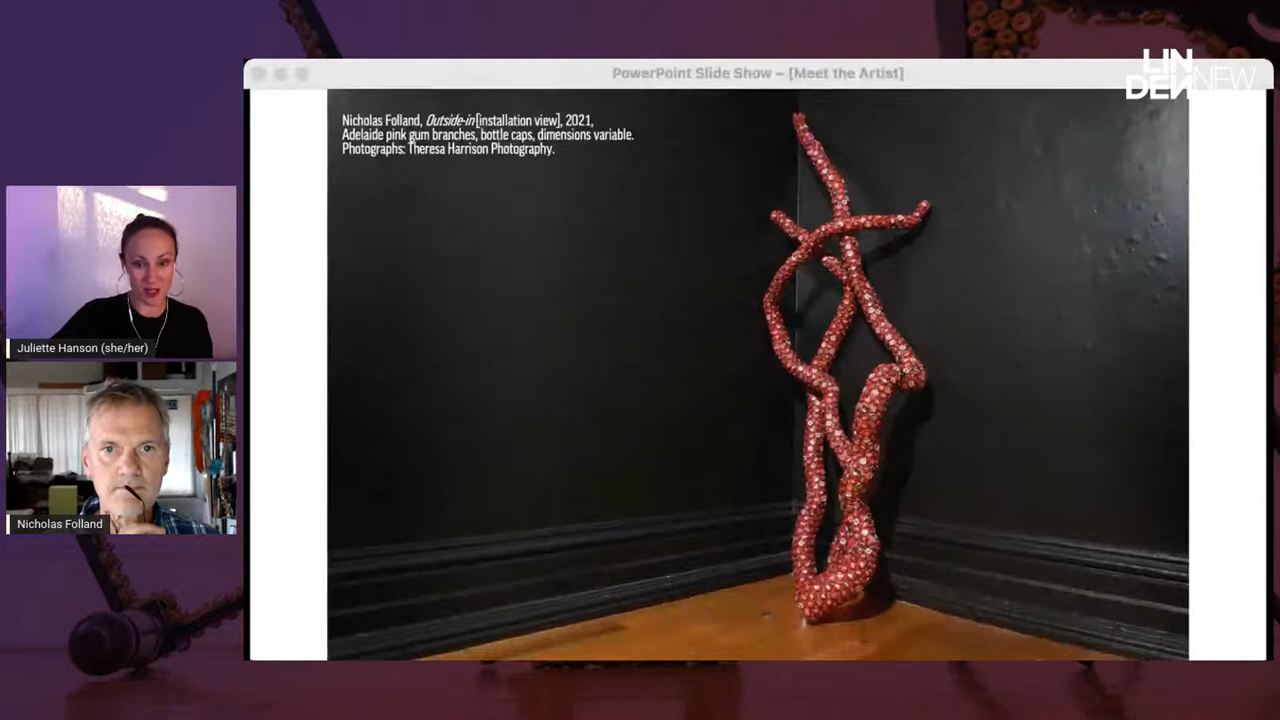 PowerPoint Slide Show – [Meet the Artist]
LIN
DEN NEW
Nicholas Folland, Outside-in [installation view], 2021,
Adelaide pink gum branches, bottle caps, dimensions variable.
Photographs: Theresa Harrison Photography.
Juliette Hanson (she/her)
Nicholas Folland